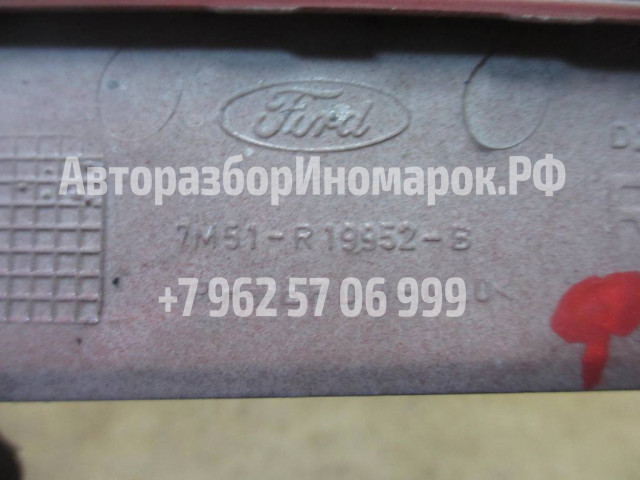 Ford
АвторазборИномарок.РФ
7M51-R19952-B
+7 962 57 06 999